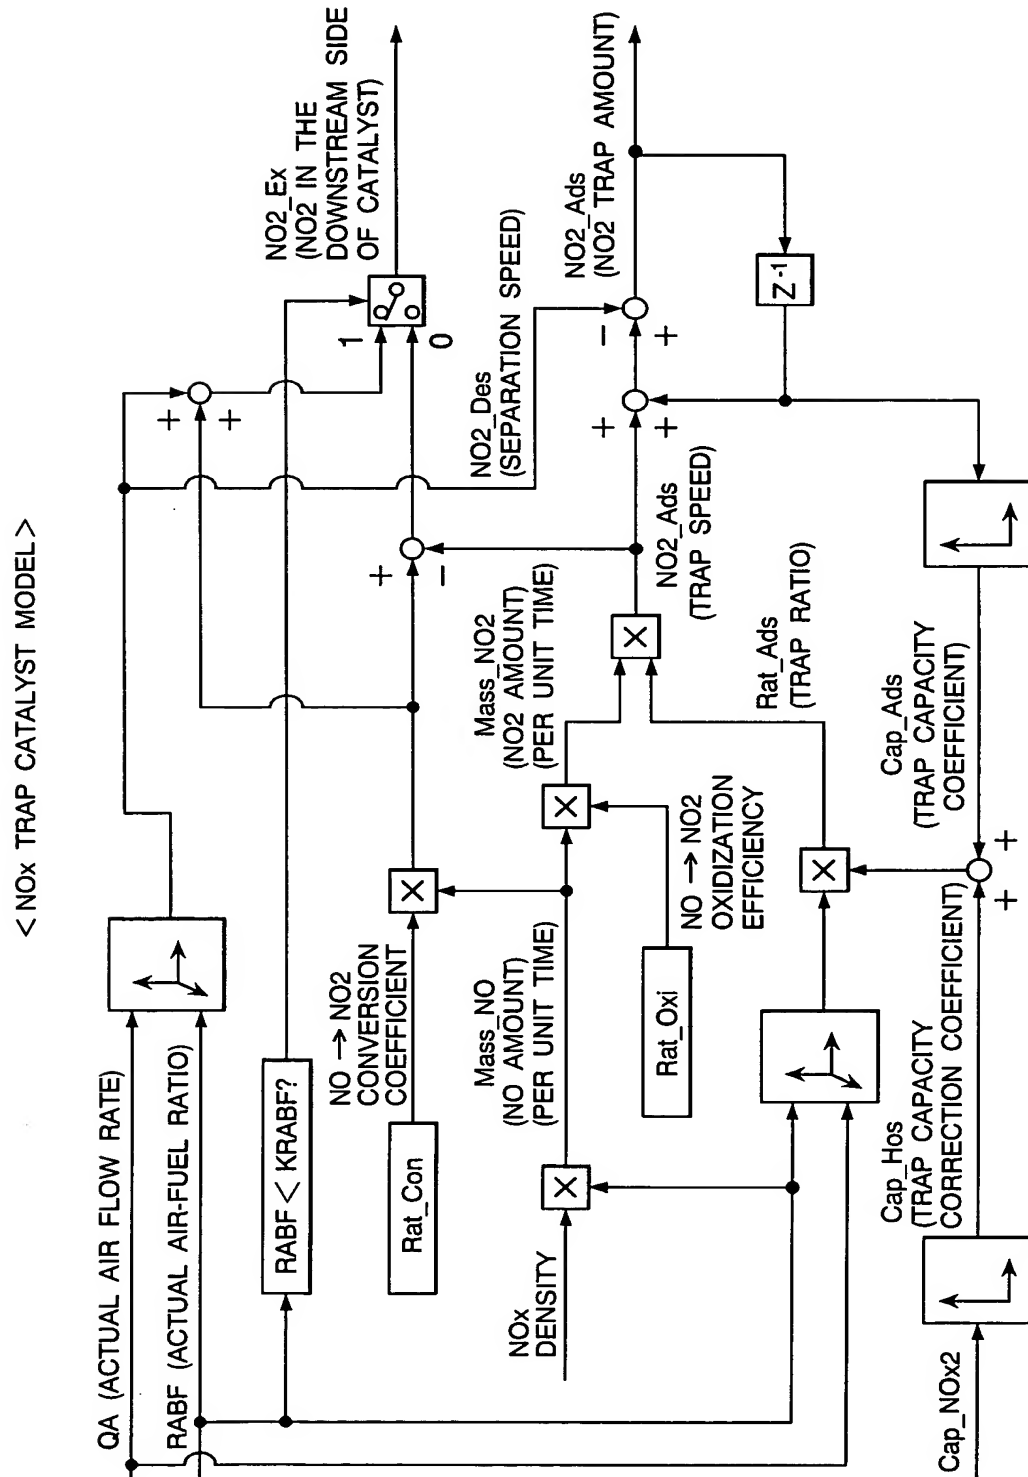 <NOx TRAP CATALYST MODEL>
QA (ACTUAL AIR FLOW RATE)
RABF (ACTUAL AIR-FUEL RATIO)
RABF < KRABF?
NO → NO2
CONVERSION
COEFFICIENT
Rat_Con
NOx
DENSITY
Mass_NO
(NO AMOUNT)
(PER UNIT TIME)
Rat_Oxi
NO → NO2
OXIDIZATION
EFFICIENCY
Mass_NO2
(NO2 AMOUNT)
(PER UNIT TIME)
NO2_Ads
(TRAP SPEED)
Rat_Ads
(TRAP RATIO)
NO2_Des
(SEPARATION SPEED)
NO2_Ex
(NO2 IN THE
DOWNSTREAM SIDE
OF CATALYST)
NO2_Ads
(NO2 TRAP AMOUNT)
Cap_NOx2
Cap_Hos
(TRAP CAPACITY
CORRECTION COEFFICIENT)
Cap_Ads
(TRAP CAPACITY
COEFFICIENT)
Z-1
1
0
X
X
X
X
X
+
+
+
-
+
+
-
+
+
+